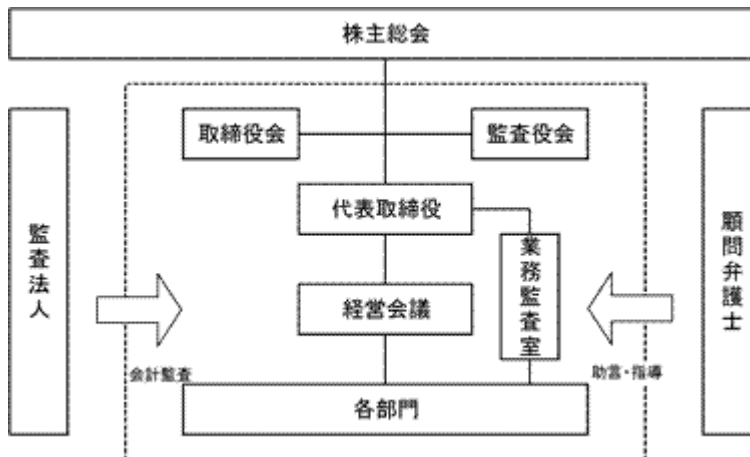 株主総会
取締役会
監査役会
代表取締役
監査法人
業務監査室
顧問弁護士
経営会議
会計監査
助言・指導
各部門